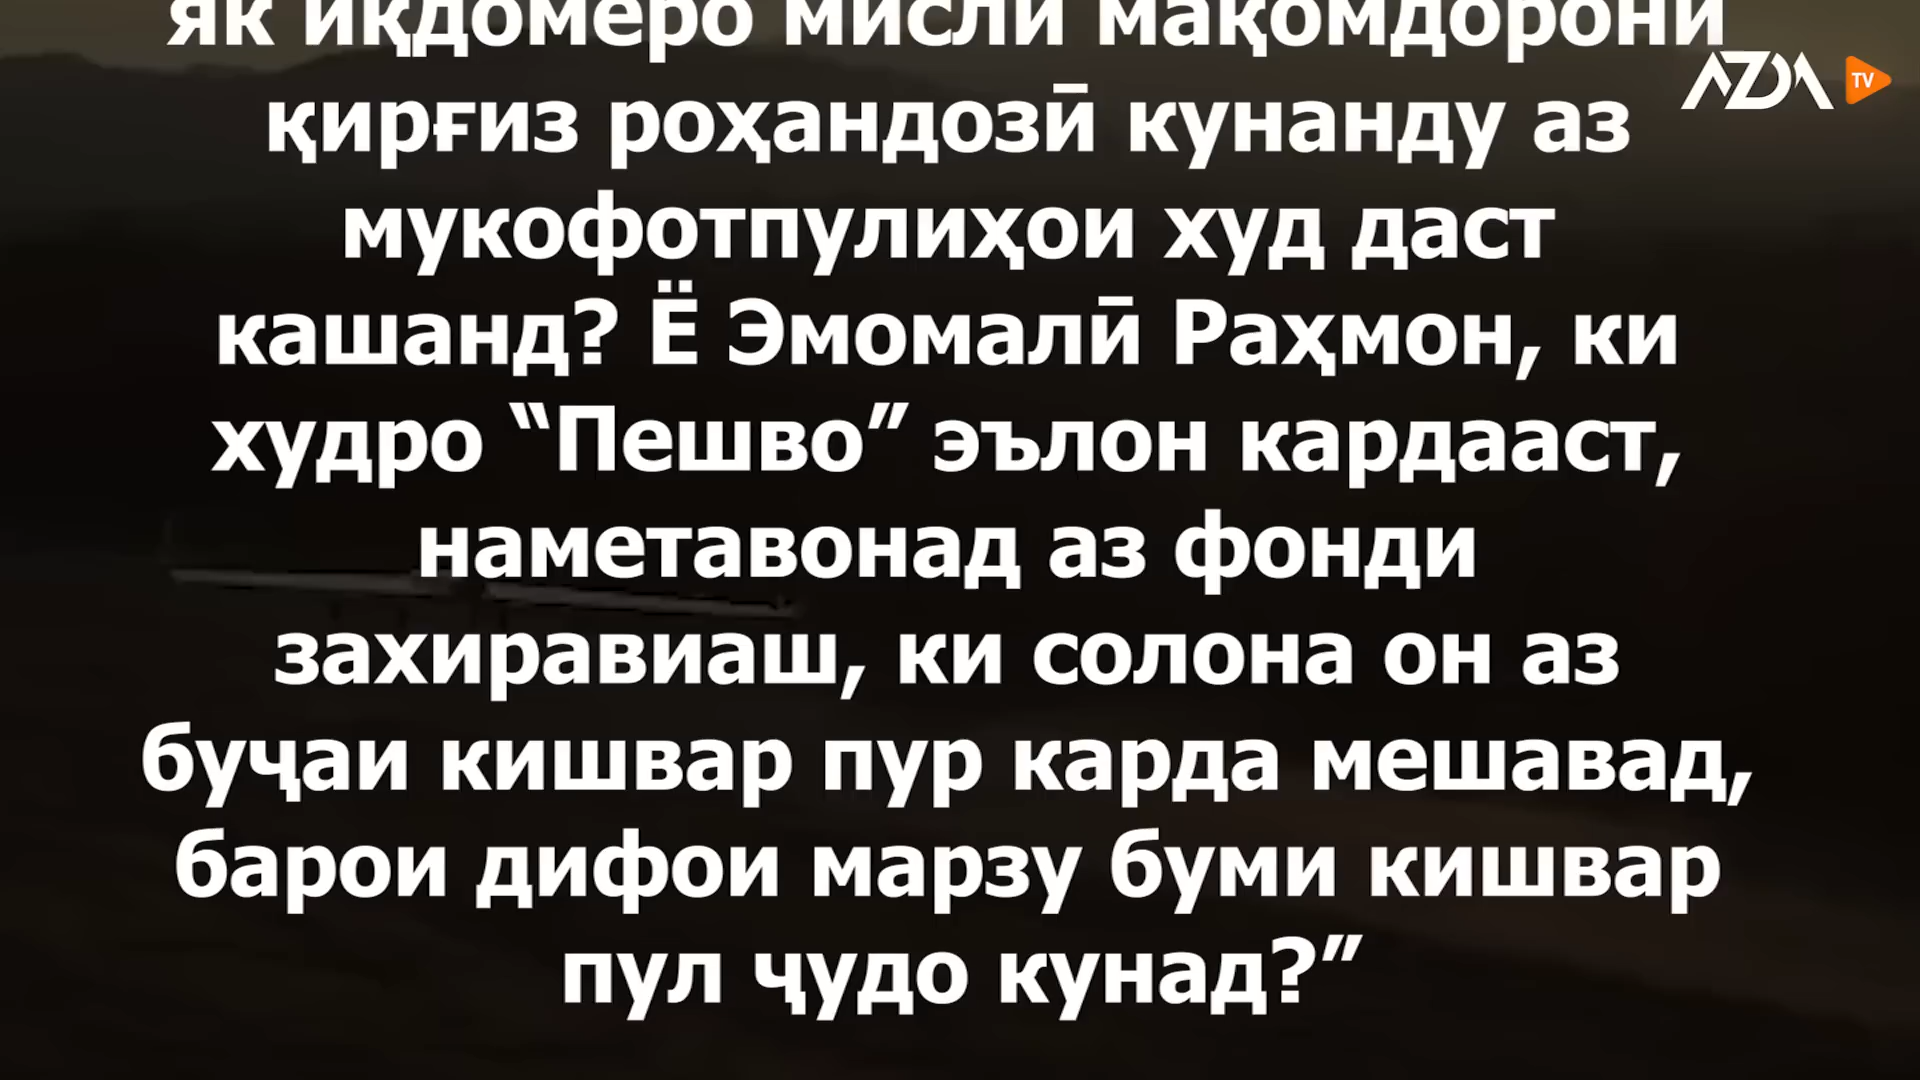 як иқдомеро мисли мақомдорони
AZDA TV
қирғиз роҳандозӣ кунанду аз
мукофотпулиҳои худ даст
кашанд? Ё Эмомалӣ Раҳмон, ки
худро “Пешво” эълон кардааст,
наметавонад аз фонди
захиравиаш, ки солона он аз
буҷаи кишвар пур карда мешавад,
барои дифои марзу буми кишвар
пул ҷудо кунад?”